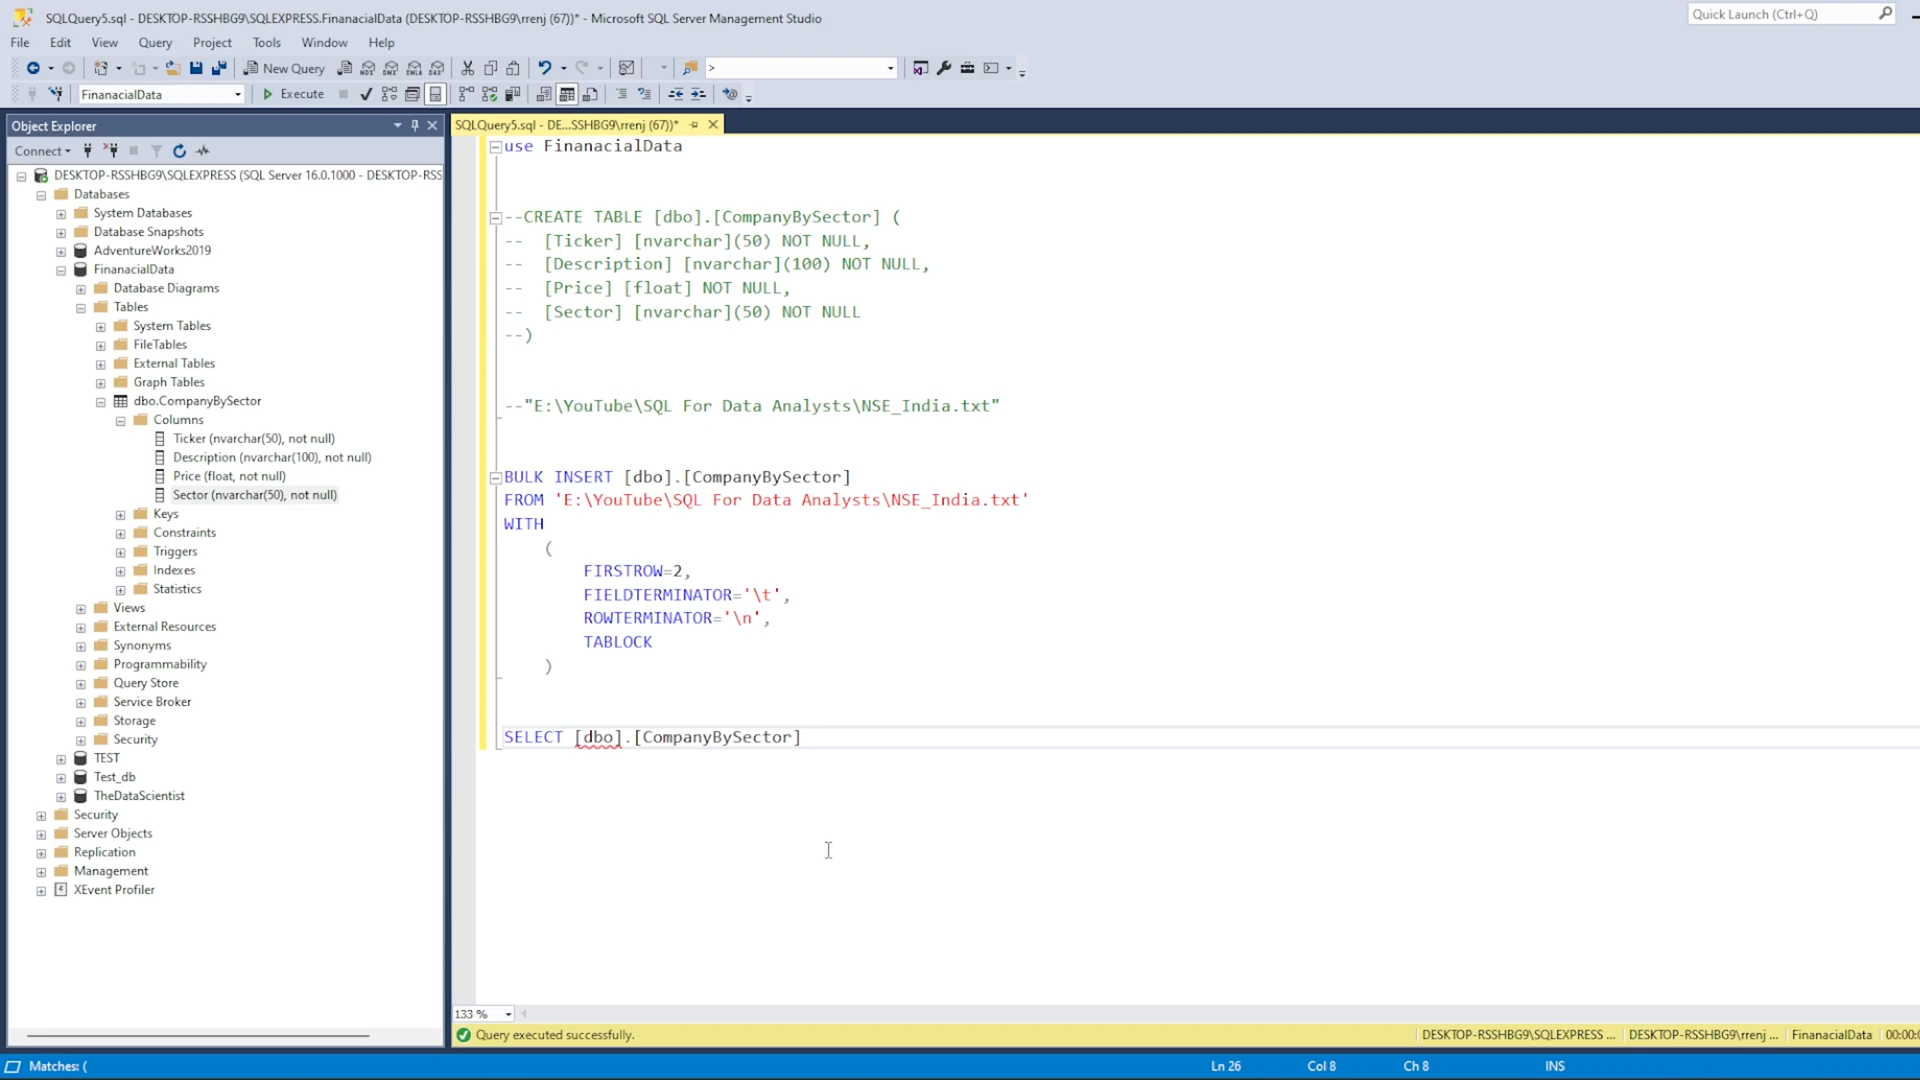 SQLQuery5.sql - DESKTOP-RSSHBG9\SQLEXPRESS.FinanacialData (DESKTOP-RSSHBG9\rrenj (67))* - Microsoft SQL Server Management Studio
Quick Launch (Ctrl+Q)
File Edit View Query Project Tools Window Help
New Query
>
FinanacialData
Execute
Object Explorer
SQLQuery5.sql - DE...SSHBG9\rrenj (67))*
Connect
DESKTOP-RSSHBG9\SQLEXPRESS (SQL Server 16.0.1000 - DESKTOP-RSS
Databases
System Databases
Database Snapshots
AdventureWorks2019
FinanacialData
Database Diagrams
Tables
System Tables
FileTables
External Tables
Graph Tables
dbo.CompanyBySector
Columns
Ticker (nvarchar(50), not null)
Description (nvarchar(100), not null)
Price (float, not null)
Sector (nvarchar(50), not null)
Keys
Constraints
Triggers
Indexes
Statistics
Views
External Resources
Synonyms
Programmability
Query Store
Service Broker
Storage
Security
TEST
Test_db
TheDataScientist
Security
Server Objects
Replication
Management
XEvent Profiler
use FinanacialData
--CREATE TABLE [dbo].[CompanyBySector] (
-- [Ticker] [nvarchar](50) NOT NULL,
-- [Description] [nvarchar](100) NOT NULL,
-- [Price] [float] NOT NULL,
-- [Sector] [nvarchar](50) NOT NULL
--)
--"E:\YouTube\SQL For Data Analysts\NSE_India.txt"
BULK INSERT [dbo].[CompanyBySector]
FROM 'E:\YouTube\SQL For Data Analysts\NSE_India.txt'
WITH
(
FIRSTROW=2,
FIELDTERMINATOR='\t',
ROWTERMINATOR='\n',
TABLOCK
)
SELECT [dbo].[CompanyBySector]
133 %
Query executed successfully.
DESKTOP-RSSHBG9\SQLEXPRESS ... DESKTOP-RSSHBG9\rrenj ... FinanacialData 00:00:
Matches: (
Ln 26 Col 8 Ch 8 INS